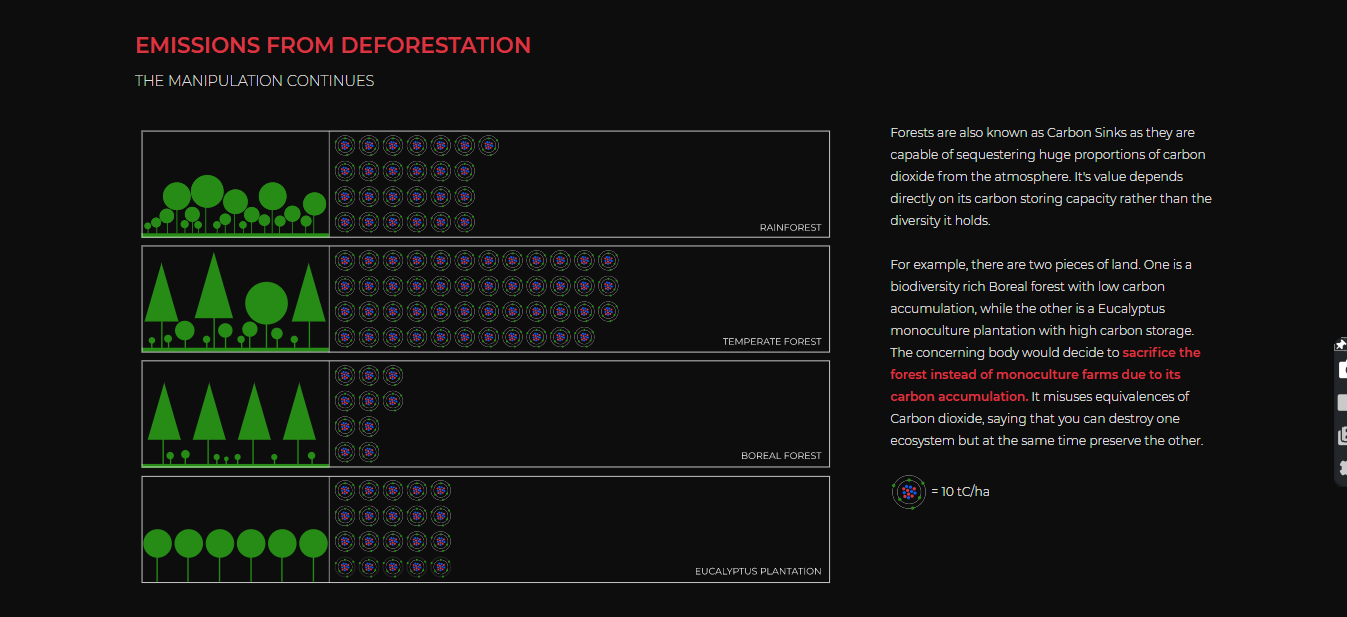 EMISSIONS FROM DEFORESTATION
THE MANIPULATION CONTINUES
RAINFOREST
TEMPERATE FOREST
BOREAL FOREST
EUCALYPTUS PLANTATION
Forests are also known as Carbon Sinks as they are
capable of sequestering huge proportions of carbon
dioxide from the atmosphere. It's value depends
directly on its carbon storing capacity rather than the
diversity it holds.
For example, there are two pieces of land. One is a
biodiversity rich Boreal forest with low carbon
accumulation, while the other is a Eucalyptus
monoculture plantation with high carbon storage.
The concerning body would decide to sacrifice the
forest instead of monoculture farms due to its
carbon accumulation. It misuses equivalences of
Carbon dioxide, saying that you can destroy one
ecosystem but at the same time preserve the other.
= 10 tC/ha